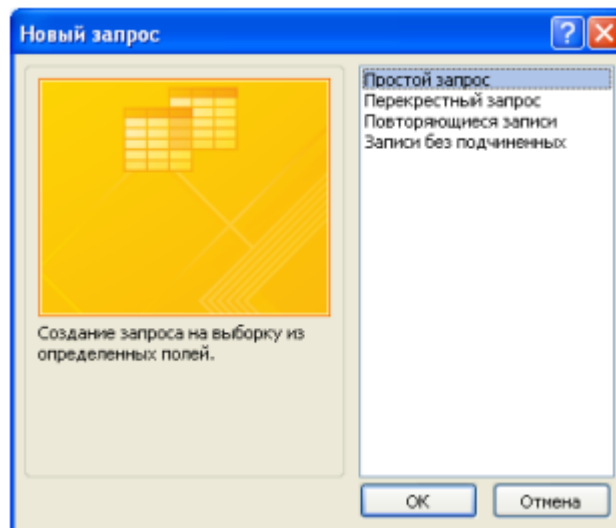 Новый запрос
Простой запрос
Перекрестный запрос
Повторяющиеся записи
Записи без подчиненных
Создание запроса на выборку из
определенных полей.
OK
Отмена